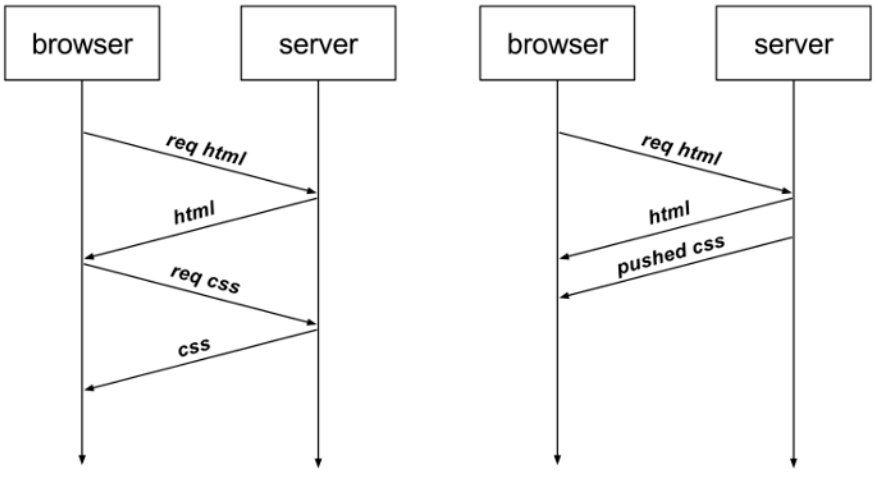 browser
server
req html
html
req css
css
browser
server
req html
html
pushed css